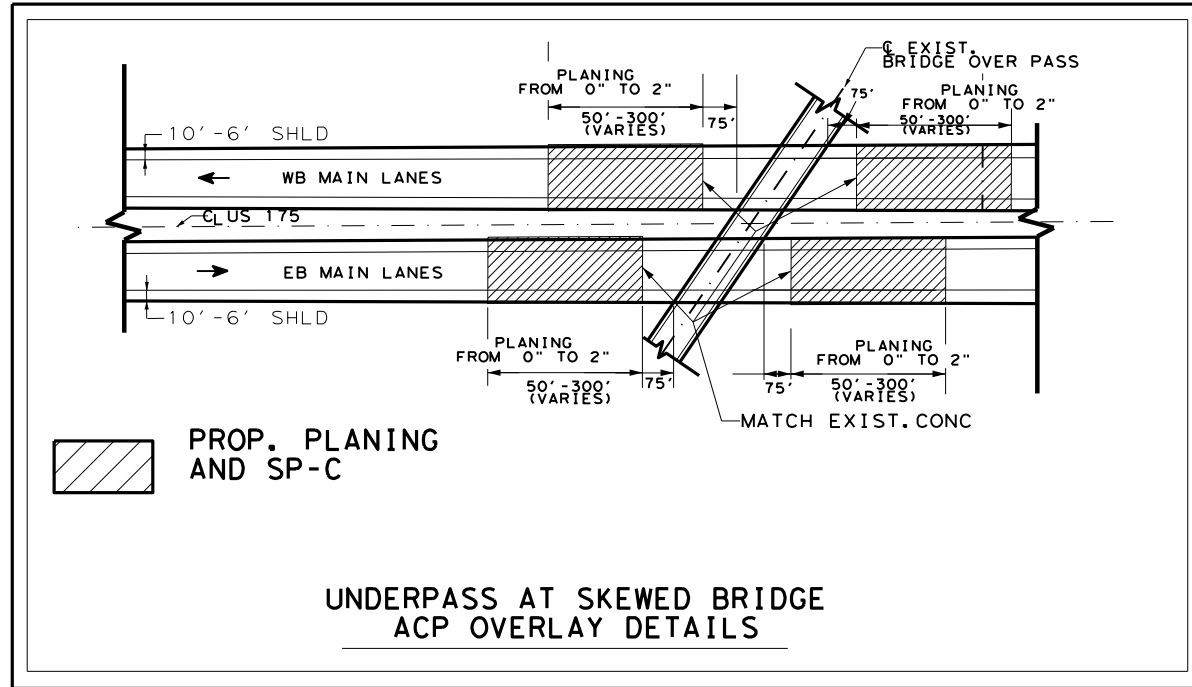 ℄ EXIST.
BRIDGE OVER PASS
PLANING
FROM 0" TO 2"
50'-300'
(VARIES)
75'
75'
PLANING
FROM 0" TO 2"
50'-300'
(VARIES)
10'-6' SHLD
WB MAIN LANES
℄ US 175
EB MAIN LANES
10'-6' SHLD
PLANING
FROM 0" TO 2"
50'-300'
(VARIES)
75'
75'
PLANING
FROM 0" TO 2"
50'-300'
(VARIES)
MATCH EXIST.CONC
PROP. PLANING
AND SP-C
UNDERPASS AT SKEWED BRIDGE
ACP OVERLAY DETAILS